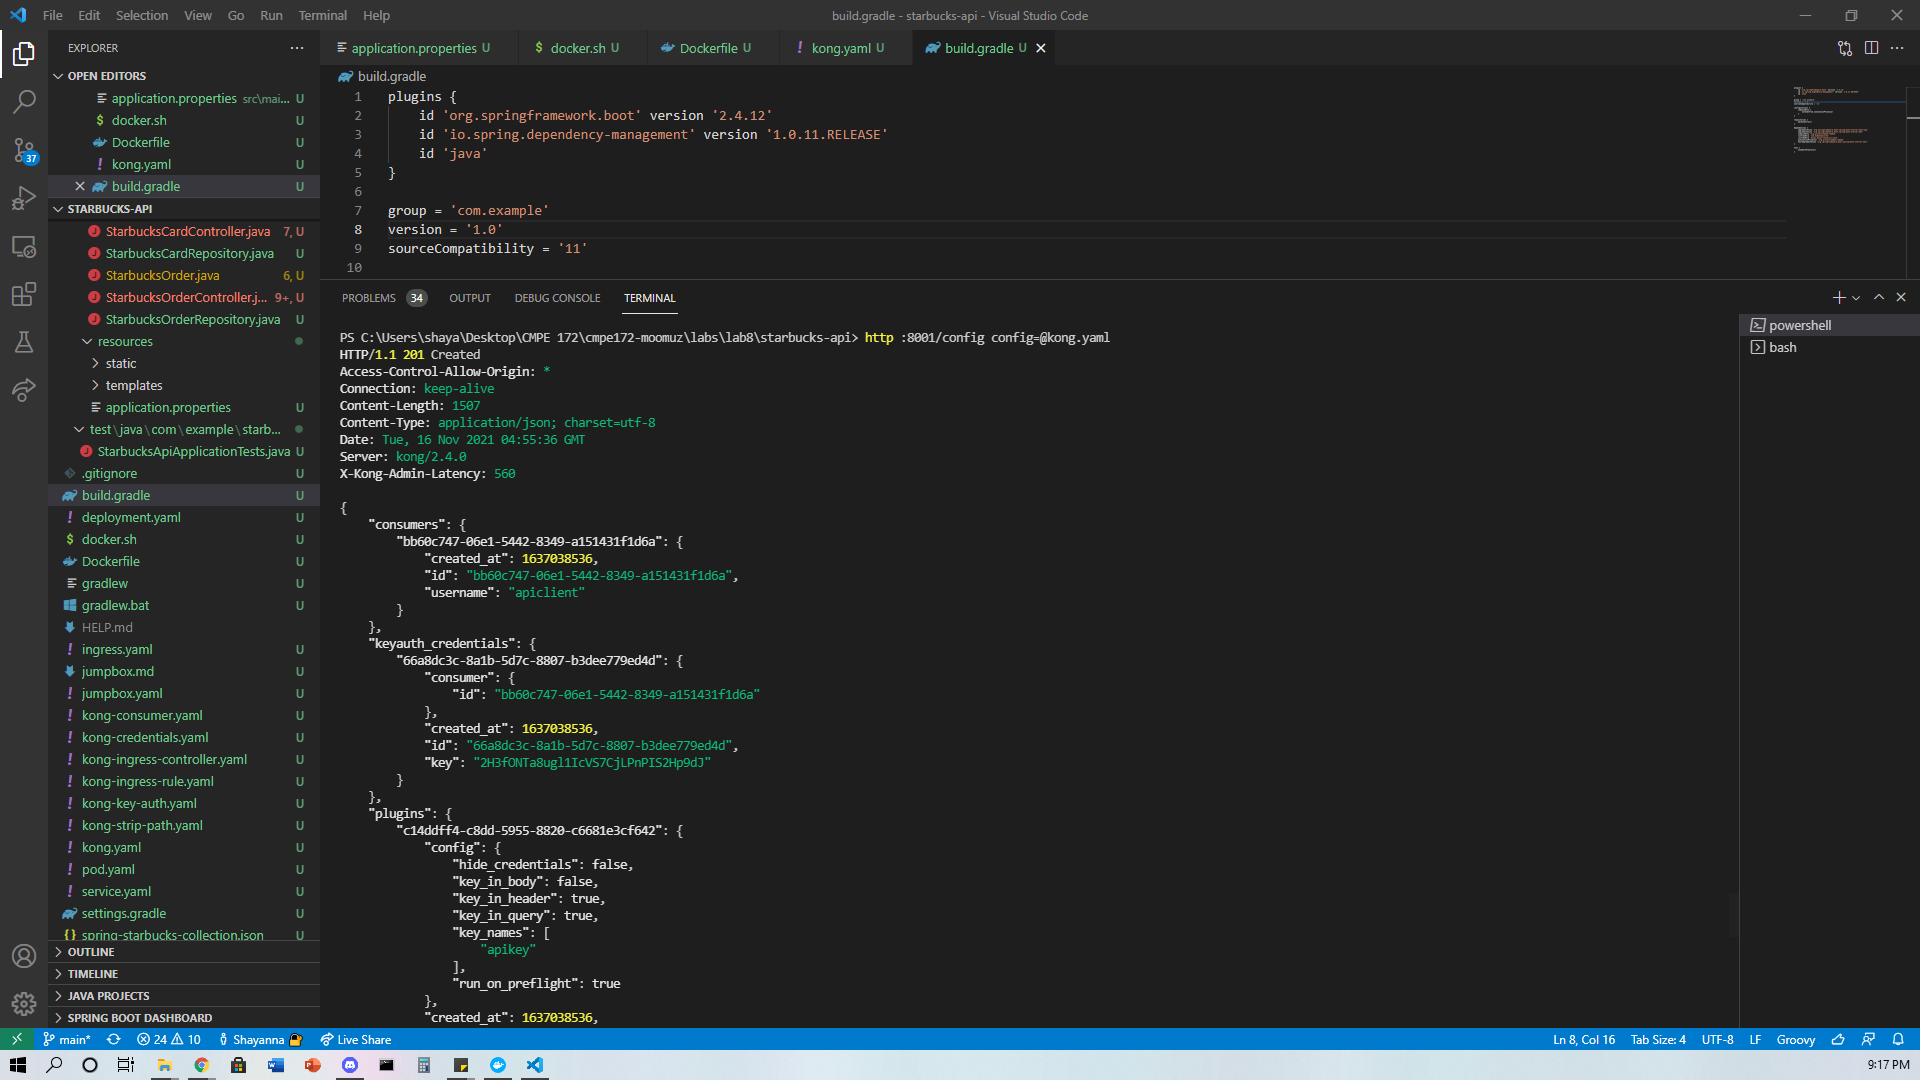 File Edit Selection View Go Run Terminal Help
build.gradle - starbucks-api - Visual Studio Code
EXPLORER
OPEN EDITORS
application.properties src\mai... U
$ docker.sh U
Dockerfile U
! kong.yaml U
build.gradle U
STARBUCKS-API
StarbucksCardController.java 7, U
StarbucksCardRepository.java U
StarbucksOrder.java 6, U
StarbucksOrderController.j... 9+, U
StarbucksOrderRepository.java U
resources
static
templates
application.properties U
test\java\com\example\starb...
StarbucksApiApplicationTests.java U
.gitignore U
build.gradle U
! deployment.yaml U
$ docker.sh U
Dockerfile U
gradlew U
gradlew.bat U
HELP.md
! ingress.yaml U
jumpbox.md U
! jumpbox.yaml U
! kong-consumer.yaml U
! kong-credentials.yaml U
! kong-ingress-controller.yaml U
! kong-ingress-rule.yaml U
! kong-key-auth.yaml U
! kong-strip-path.yaml U
! kong.yaml U
! pod.yaml U
! service.yaml U
settings.gradle U
{} spring-starbucks-collection.json U
OUTLINE
TIMELINE
JAVA PROJECTS
SPRING BOOT DASHBOARD
37
application.properties U $ docker.sh U Dockerfile U ! kong.yaml U build.gradle U
build.gradle
1 plugins {
2 id 'org.springframework.boot' version '2.4.12'
3 id 'io.spring.dependency-management' version '1.0.11.RELEASE'
4 id 'java'
5 }
6
7 group = 'com.example'
8 version = '1.0'
9 sourceCompatibility = '11'
10
PROBLEMS 34 OUTPUT DEBUG CONSOLE TERMINAL
powershell
bash
PS C:\Users\shaya\Desktop\CMPE 172\cmpe172-moomuz\labs\lab8\starbucks-api> http :8001/config config=@kong.yaml
HTTP/1.1 201 Created
Access-Control-Allow-Origin: *
Connection: keep-alive
Content-Length: 1507
Content-Type: application/json; charset=utf-8
Date: Tue, 16 Nov 2021 04:55:36 GMT
Server: kong/2.4.0
X-Kong-Admin-Latency: 560
{
"consumers": {
"bb60c747-06e1-5442-8349-a151431f1d6a": {
"created_at": 1637038536,
"id": "bb60c747-06e1-5442-8349-a151431f1d6a",
"username": "apiclient"
}
},
"keyauth_credentials": {
"66a8dc3c-8a1b-5d7c-8807-b3dee779ed4d": {
"consumer": {
"id": "bb60c747-06e1-5442-8349-a151431f1d6a"
},
"created_at": 1637038536,
"id": "66a8dc3c-8a1b-5d7c-8807-b3dee779ed4d",
"key": "2H3fONTa8ugl1IcVS7CjLPnPIS2Hp9dJ"
}
},
"plugins": {
"c14ddff4-c8dd-5955-8820-c6681e3cf642": {
"config": {
"hide_credentials": false,
"key_in_body": false,
"key_in_header": true,
"key_in_query": true,
"key_names": [
"apikey"
],
"run_on_preflight": true
},
"created_at": 1637038536,
main* 24 10 Shayanna Live Share Ln 8, Col 16 Tab Size: 4 UTF-8 LF Groovy
9:17 PM